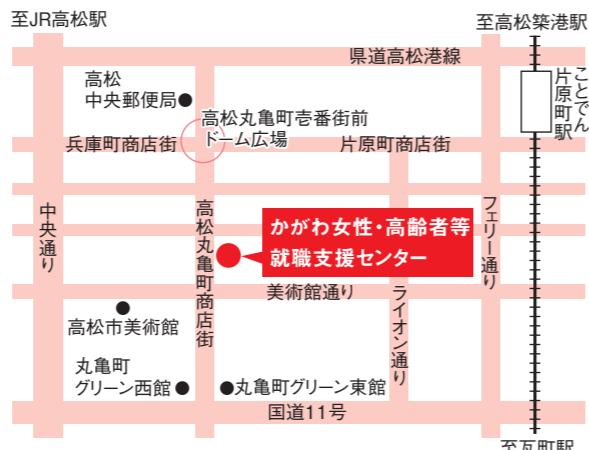 至JR高松駅
至高松築港駅
県道高松港線
高松
中央郵便局
ことでん
片原町駅
高松丸亀町壱番街前
ドーム広場
兵庫町商店街
片原町商店街
中央通り
高松丸亀町商店街
フェリー通り
かがわ女性・高齢者等
就職支援センター
美術館通り
ライオン通り
高松市美術館
丸亀町
グリーン西館
丸亀町グリーン東館
国道11号
至瓦町駅